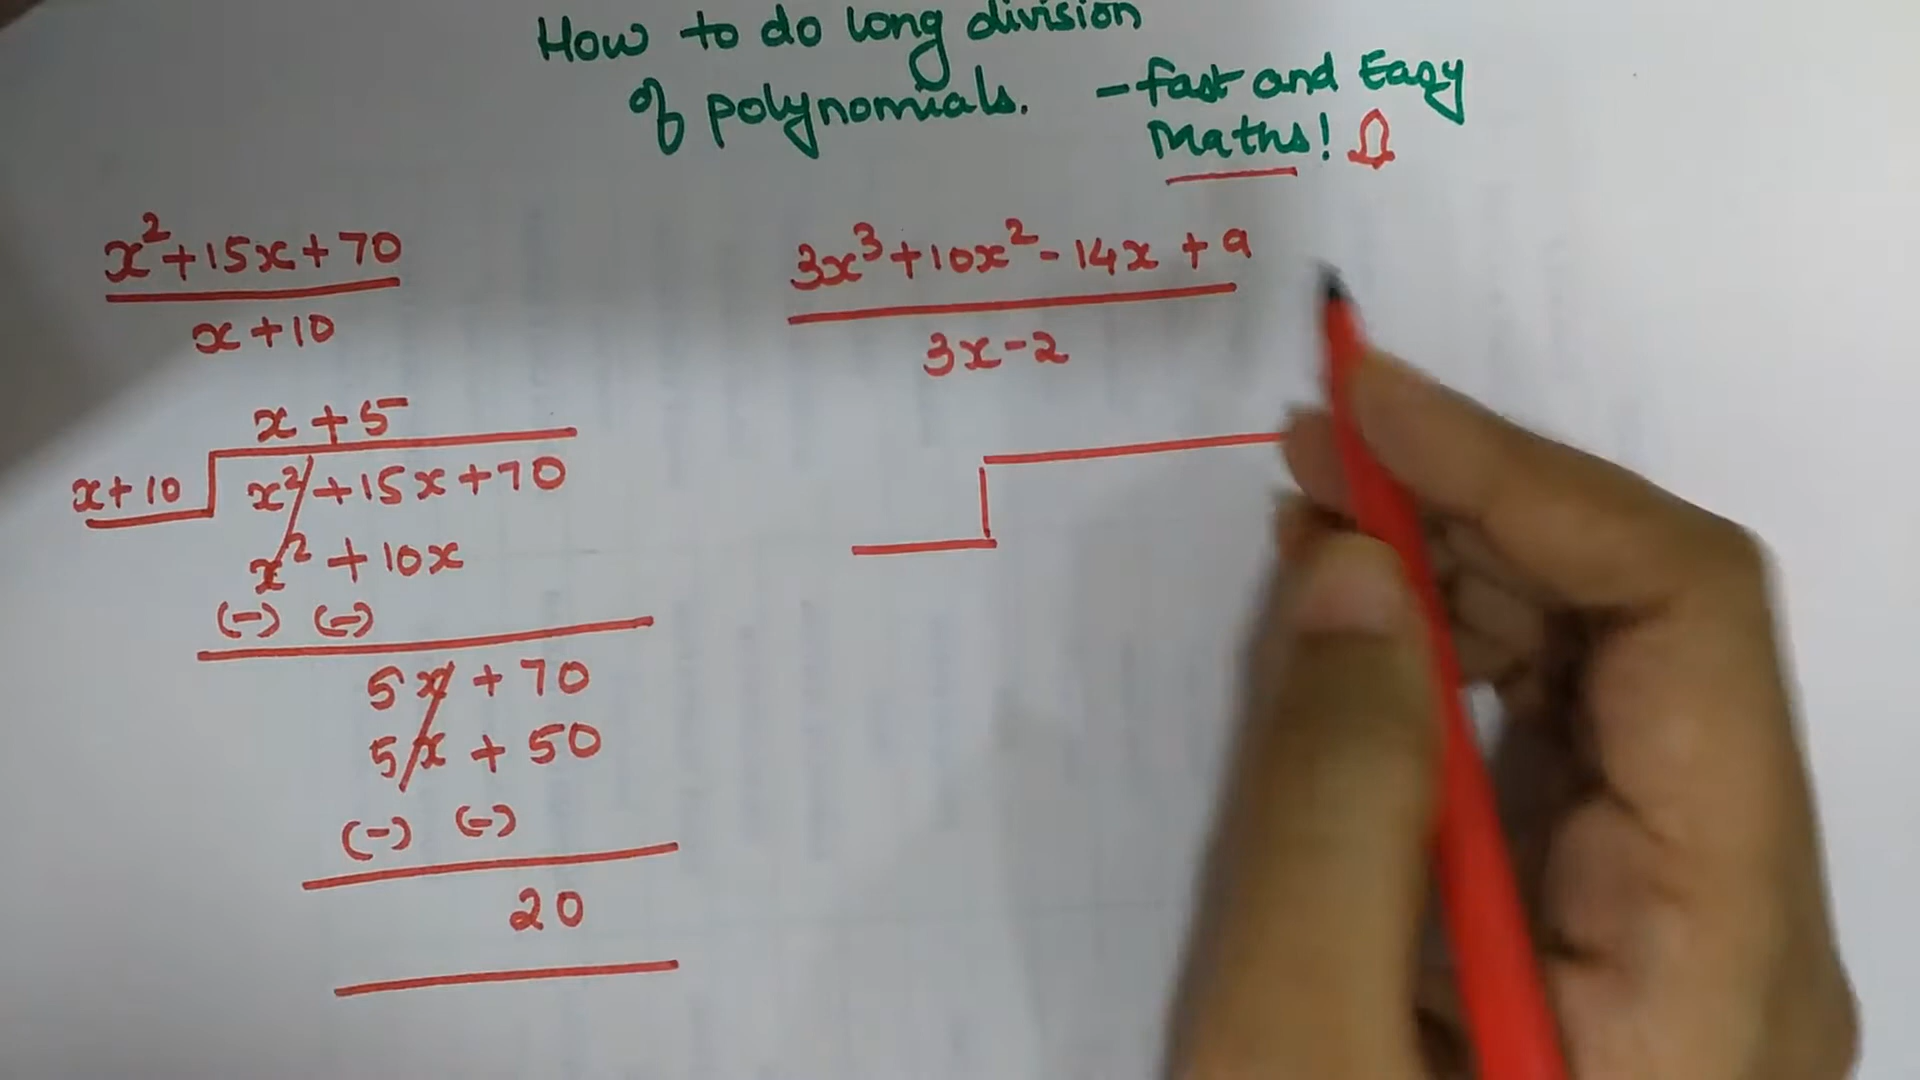 How to do long division
of polynomials. - Fast and Eazy
Maths!
x² + 15x + 70
x + 10
x + 5
x + 10
x² + 15x + 70
x² + 10x
(-) (-)
5x + 70
5x + 50
(-) (-)
20
3x³ + 10x² - 14x + 9
3x - 2